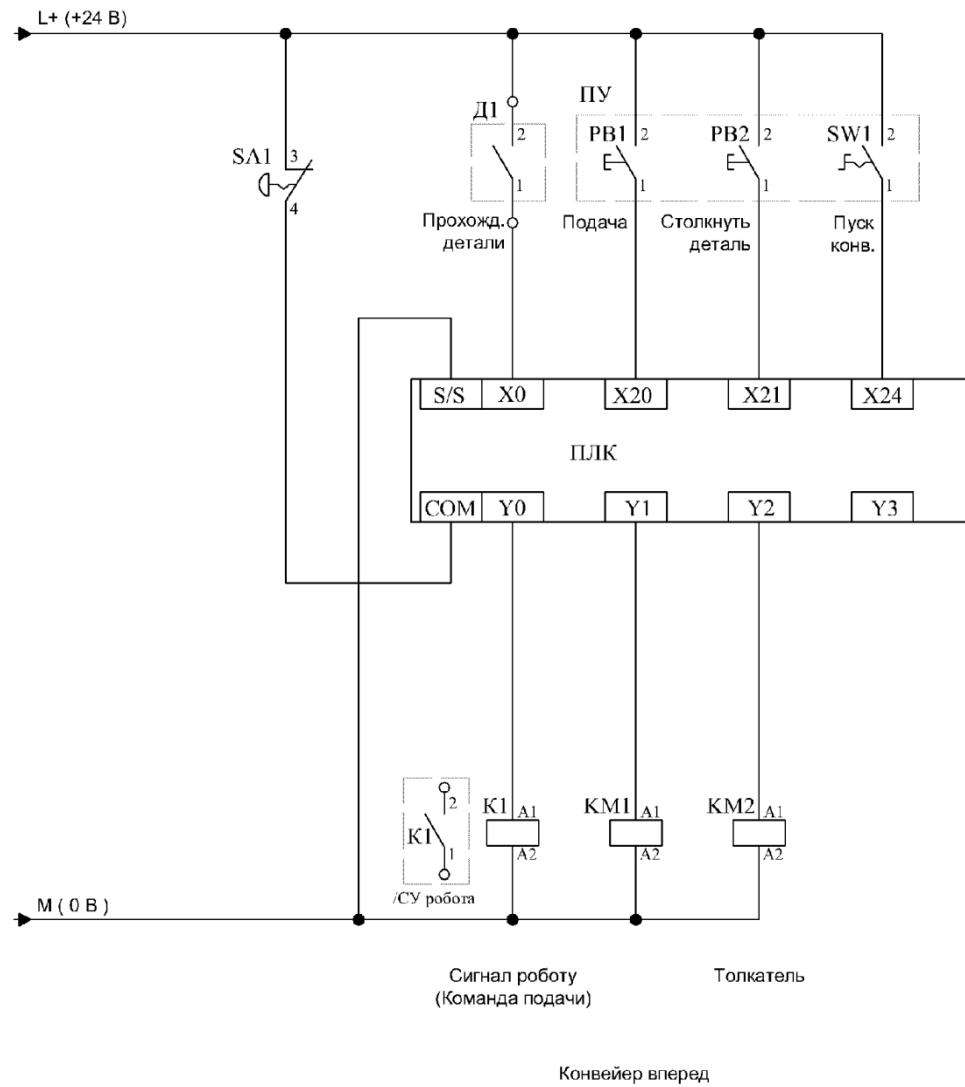 L+ (+24 В)
Д1
ПУ
2
PB1
2
PB2
2
SW1
2
SA1
3
4
1
1
1
1
Прохожд.
детали
Подача
Столкнуть
деталь
Пуск
конв.
S/S
X0
X20
X21
X24
ПЛК
COM
Y0
Y1
Y2
Y3
2
K1
1
/СУ робота
K1
A1
A2
KM1
A1
A2
KM2
A1
A2
M ( 0 В )
Сигнал роботу
(Команда подачи)
Толкатель
Конвейер вперед